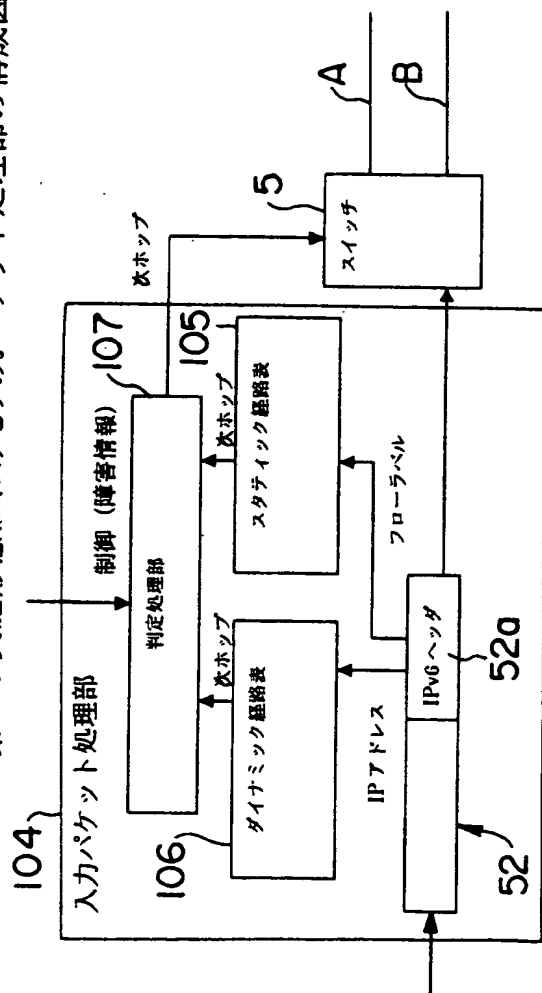 104
入力パケット処理部
制御（障害情報）
107
判定処理部
次ホップ
106
ダイナミック経路表
次ホップ
105
スタティック経路表
次ホップ
5
スイッチ
A
B
IPアドレス
フローラベル
IPv6ヘッダ
52
52a